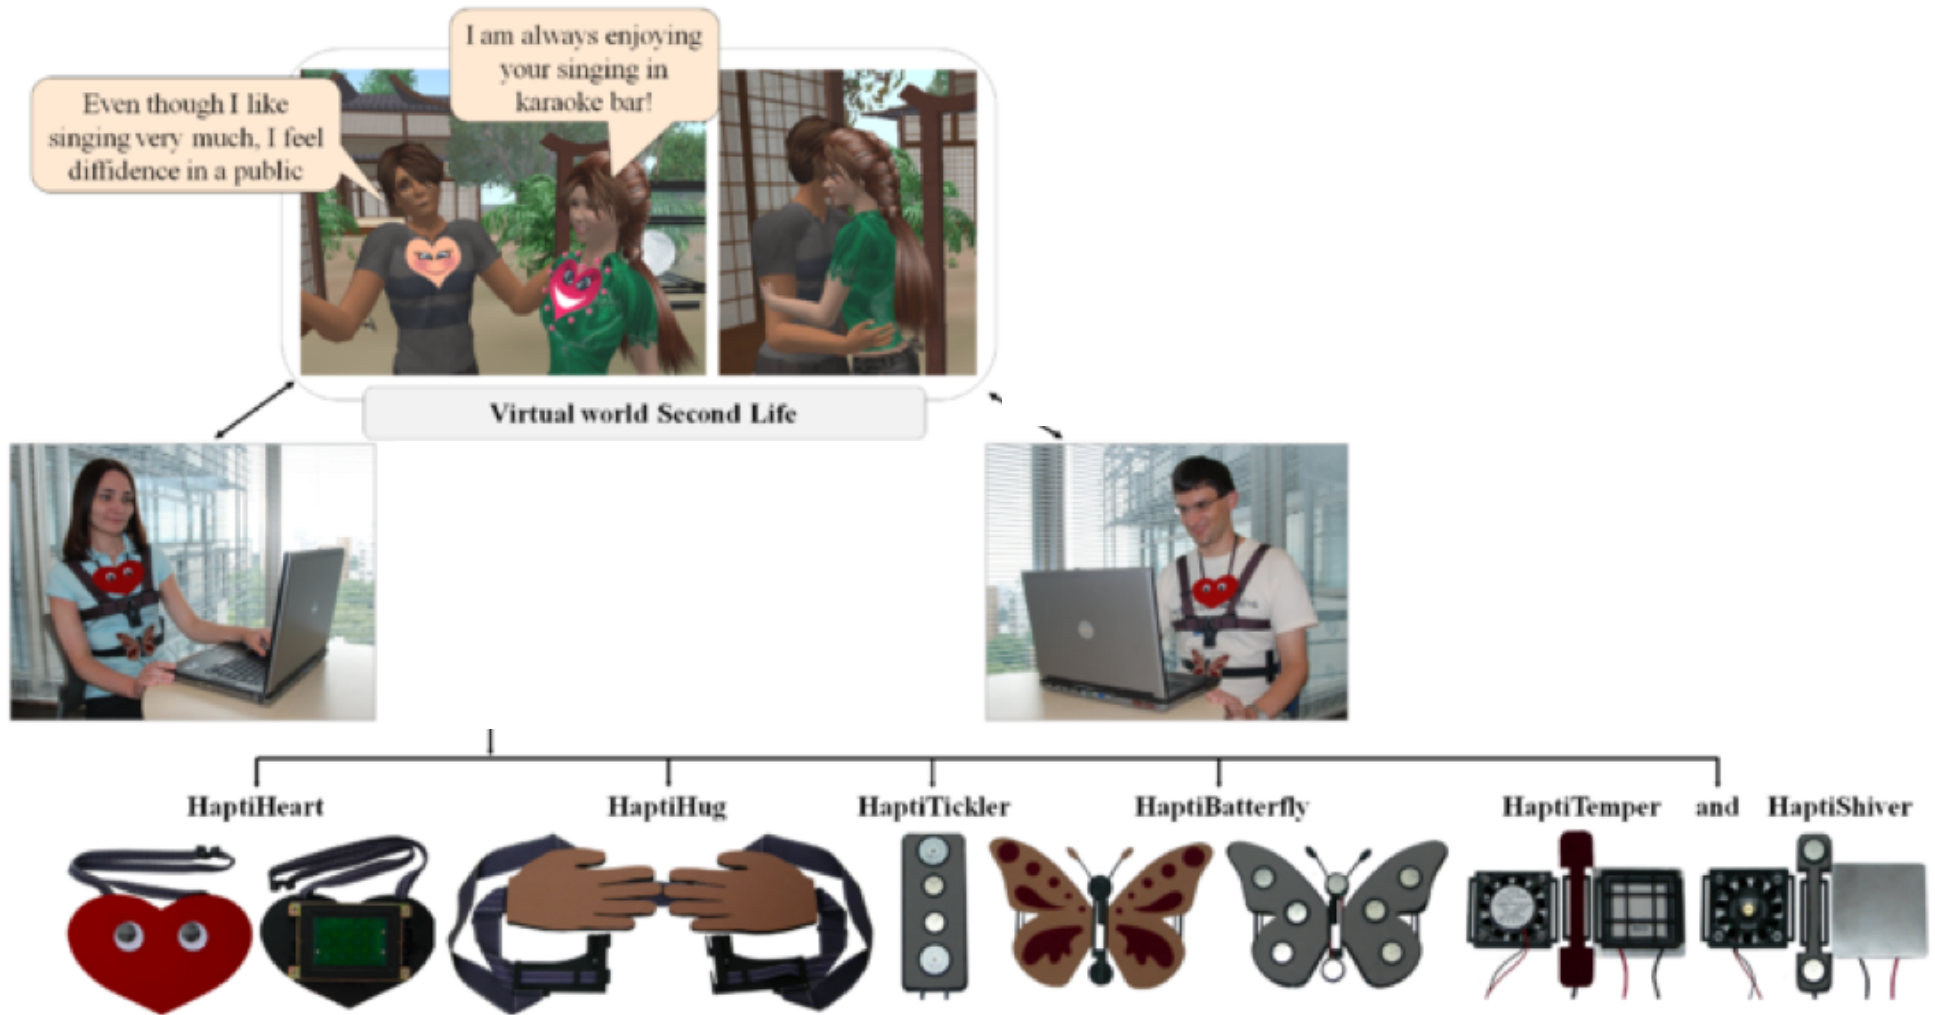 I am always enjoying
your singing in
karaoke bar!
Even though I like
singing very much, I feel
diffidence in a public
Virtual world Second Life
HaptiHeart
HaptiHug
HaptiTickler
HaptiBatterfly
HaptiTemper and HaptiShiver